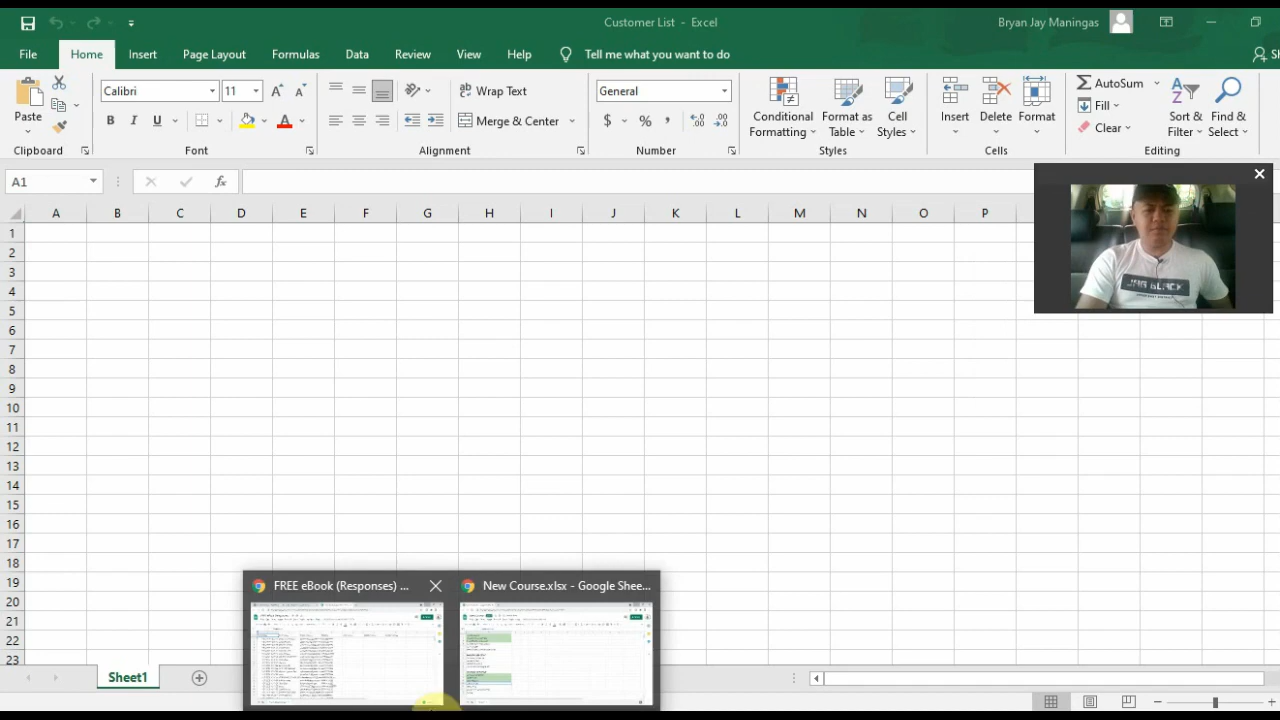 Customer List - Excel
Bryan Jay Maningas
File Home Insert Page Layout Formulas Data Review View Help Tell me what you want to do
Paste
Calibri 11
B I U
Wrap Text
Merge & Center
General
$ %
Conditional Formatting
Format as Table
Cell Styles
Insert Delete Format
AutoSum
Fill
Clear
Sort & Filter
Find & Select
Clipboard Font Alignment Number Styles Cells Editing
A1 fx
A B C D E F G H I J K L M N O P
1
2
3
4
5
6
7
8
9
10
11
12
13
14
15
16
17
18
19
20
21
22
FREE eBook (Responses) ...
New Course.xlsx - Google Shee...
Sheet1